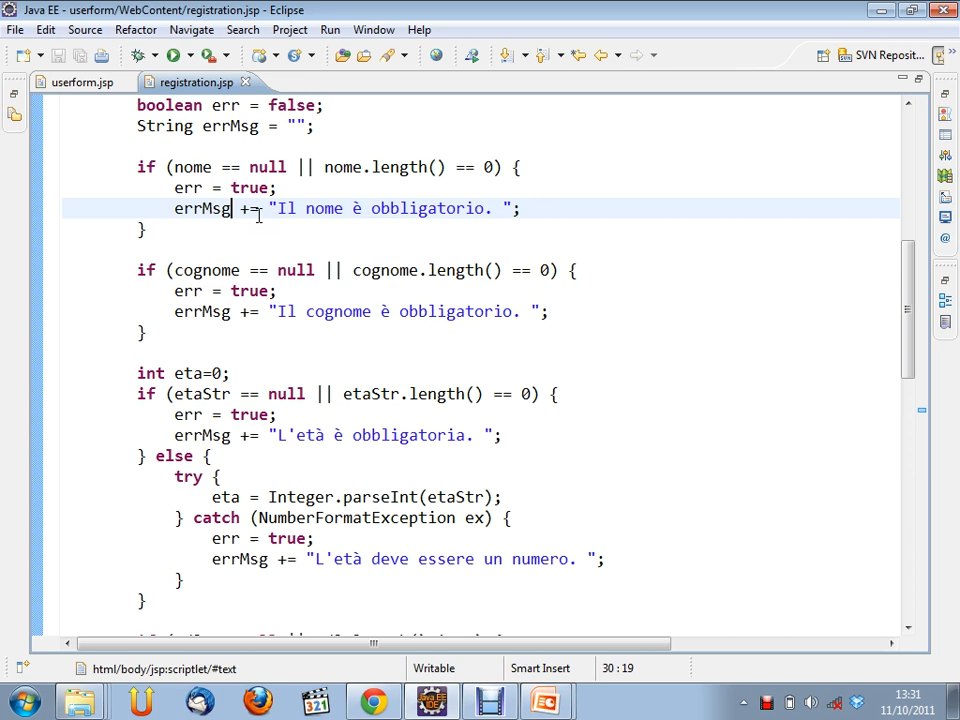 Java EE - userform/WebContent/registration.jsp - Eclipse
File Edit Source Refactor Navigate Search Project Run Window Help
SVN Reposit...
userform.jsp registration.jsp
boolean err = false;
String errMsg = "";
if (nome == null || nome.length() == 0) {
err = true;
errMsg += "Il nome è obbligatorio. ";
}
if (cognome == null || cognome.length() == 0) {
err = true;
errMsg += "Il cognome è obbligatorio. ";
}
int eta=0;
if (etaStr == null || etaStr.length() == 0) {
err = true;
errMsg += "L'età è obbligatoria. ";
} else {
try {
eta = Integer.parseInt(etaStr);
} catch (NumberFormatException ex) {
err = true;
errMsg += "L'età deve essere un numero. ";
}
}
html/body/jsp:scriptlet/#text Writable Smart Insert 30 : 19
321
Java EE IDE
13:31
11/10/2011